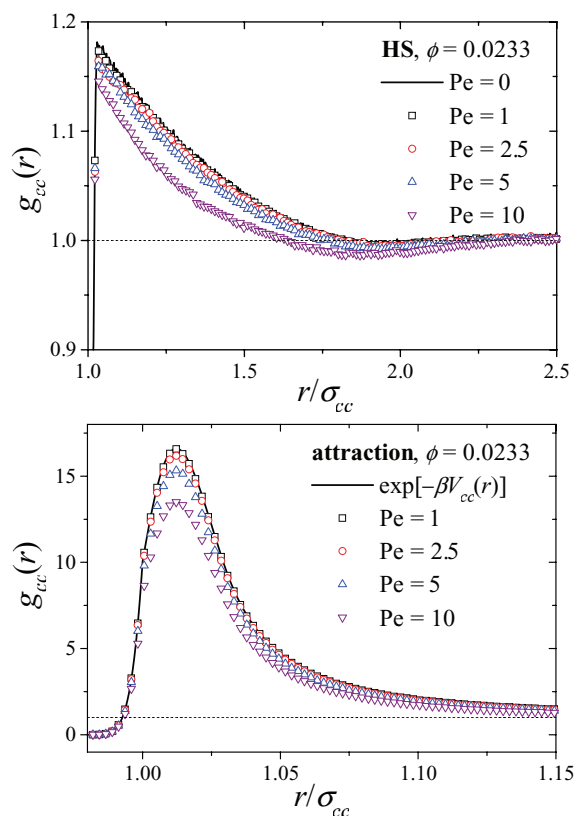 1.2
HS, ϕ = 0.0233
Pe = 0
Pe = 1
Pe = 2.5
Pe = 5
Pe = 10
1.1
1.0
0.9
g_cc(r)
1.0 1.5 2.0 2.5
r/σ_cc
attraction, ϕ = 0.0233
exp[-βV_cc(r)]
Pe = 1
Pe = 2.5
Pe = 5
Pe = 10
15
10
5
0
g_cc(r)
1.00 1.05 1.10 1.15
r/σ_cc